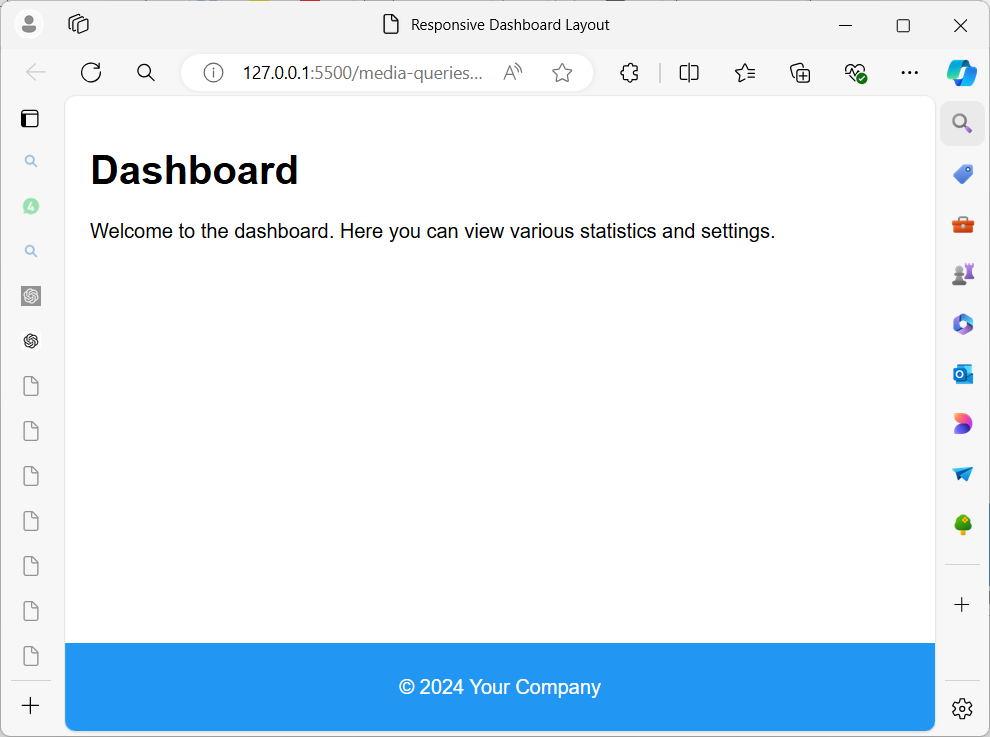 Responsive Dashboard Layout
127.0.0.1:5500/media-queries...
Dashboard
Welcome to the dashboard. Here you can view various statistics and settings.
© 2024 Your Company